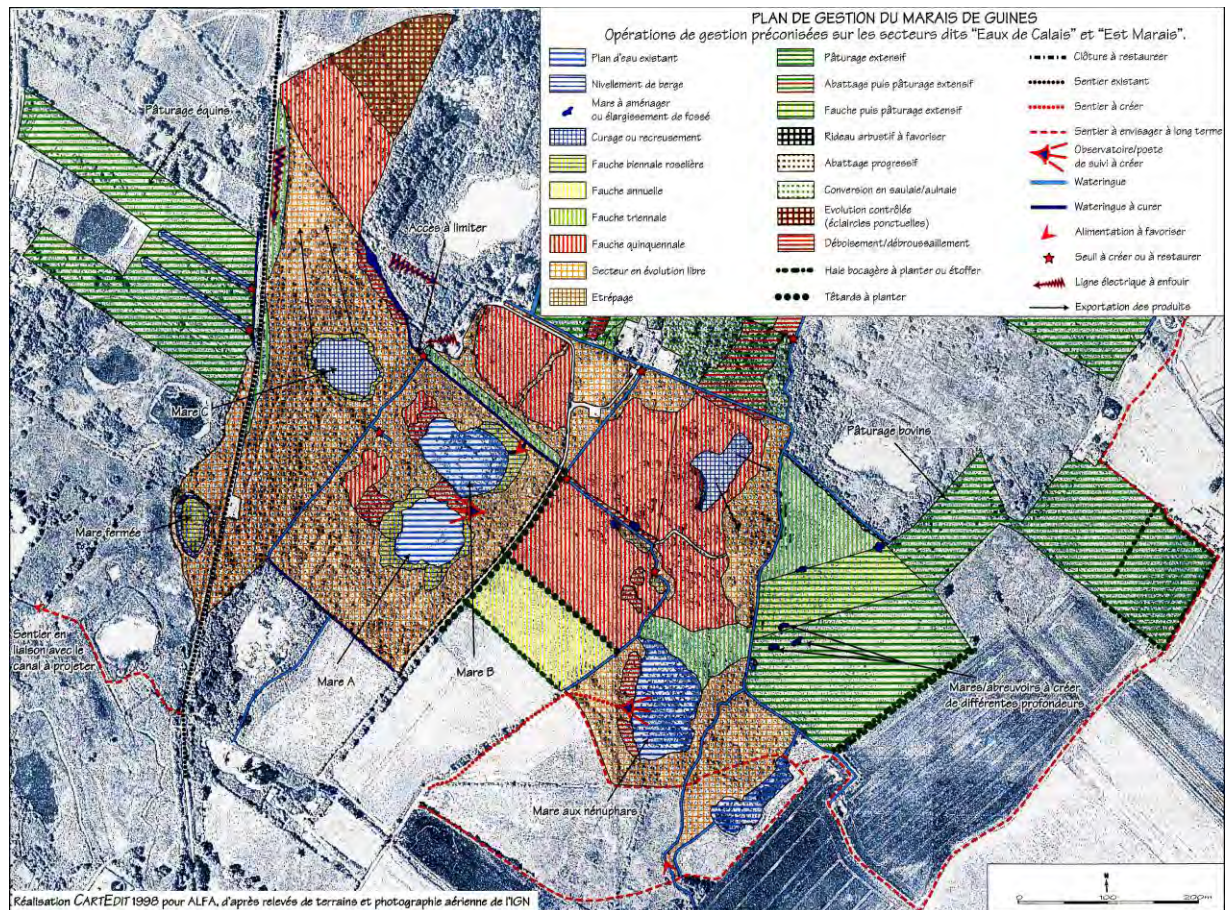 PLAN DE GESTION DU MARAIS DE GUINES
Opérations de gestion préconisées sur les secteurs dits "Eaux de Calais" et "Est Marais".
Plan d'eau existant
Nivellement de berge
Mare à aménager
ou élargissement de fossé
Curage ou recreusement
Fauche biennale roselière
Fauche annuelle
Fauche triennale
Fauche quinquennale
Secteur en évolution libre
Etrépage
Pâturage extensif
Abattage puis pâturage extensif
Fauche puis pâturage extensif
Rideau arbustif à favoriser
Abattage progressif
Conversion en saulaie/aulnaie
Evolution contrôlée
(éclaircies ponctuelles)
Déboisement/débroussaillement
Haie bocagère à planter ou étoffer
Têtards à planter
Clôture à restaureer
Sentier existant
Sentier à créer
Sentier à envisager à long terme
Observatoire/poste
de suivi à créer
Wateringue
Wateringue à curer
Alimentation à favoriser
Seuil à créer ou à restaurer
Ligne électrique à enfouir
Exportation des produits
Pâturage équins
Accès à limiter
Mare C
Pâturage bovins
Mare fermée
Sentier en
liaison avec le
canal à projeter
Mare A
Mare B
Mares/abreuvoirs à créer
de différentes profondeurs
Mare aux nénuphars
N
0 100 200m
Réalisation CARTEDIT 1998 pour ALFA, d'après relevés de terrains et photographie aérienne de l'IGN